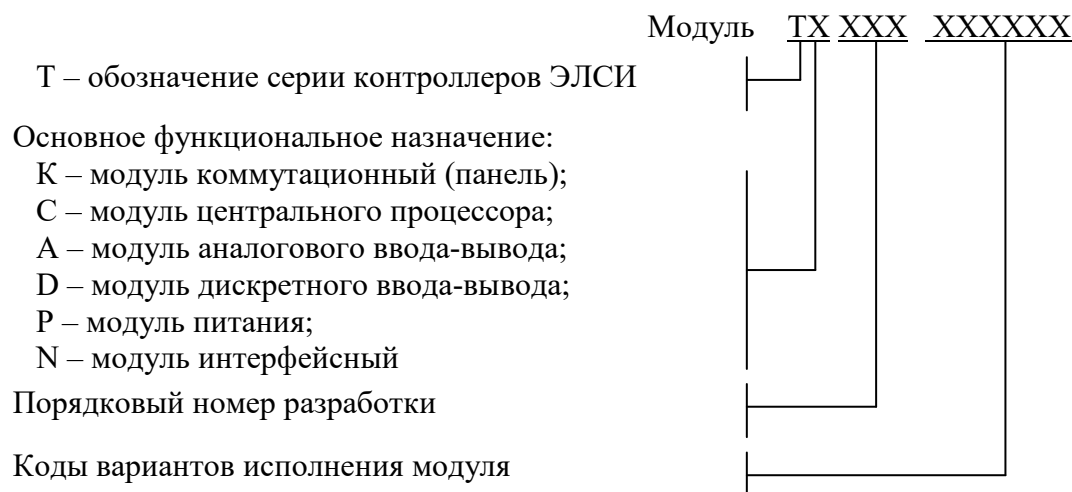 Модуль ТХ ХХХ ХХХХХХ
Т – обозначение серии контроллеров ЭЛСИ
Основное функциональное назначение:
К – модуль коммутационный (панель);
С – модуль центрального процессора;
А – модуль аналогового ввода-вывода;
D – модуль дискретного ввода-вывода;
Р – модуль питания;
N – модуль интерфейсный
Порядковый номер разработки
Коды вариантов исполнения модуля